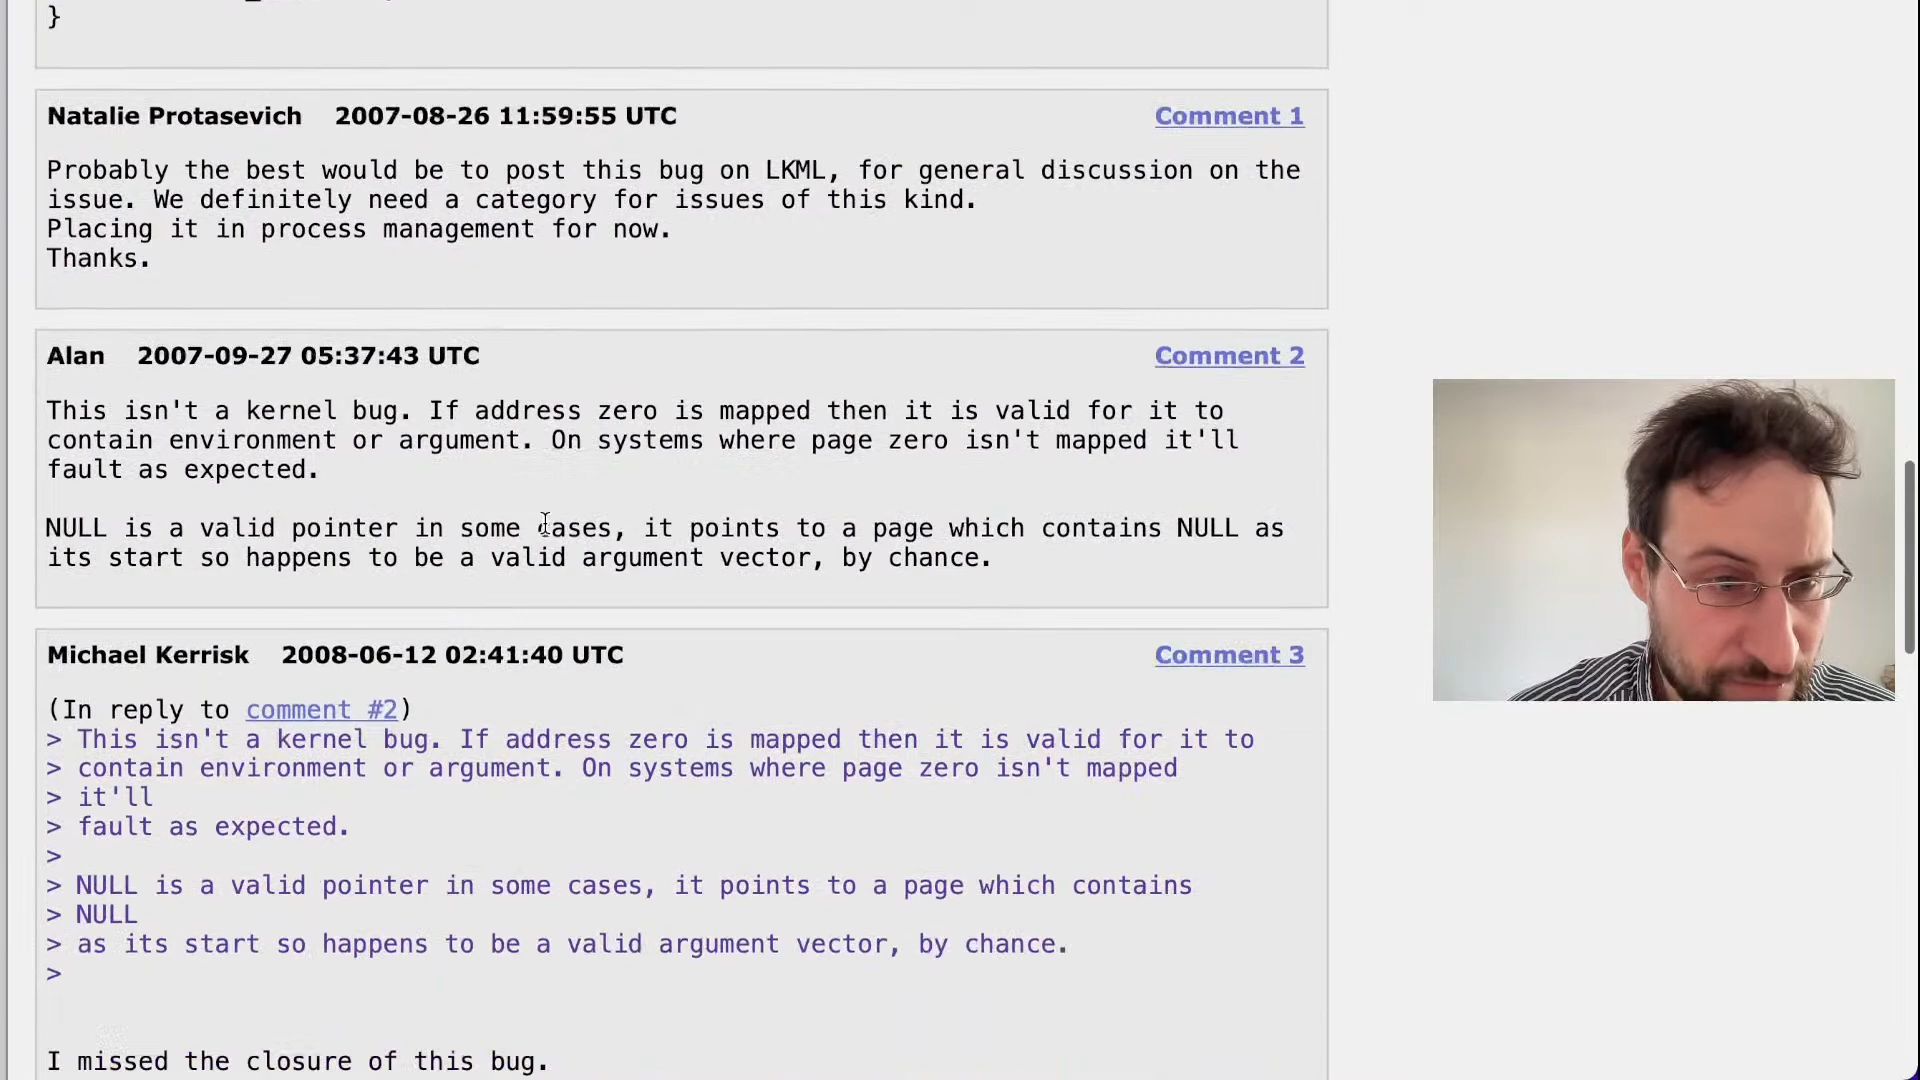 }
Natalie Protasevich 2007-08-26 11:59:55 UTC Comment 1
Probably the best would be to post this bug on LKML, for general discussion on the
issue. We definitely need a category for issues of this kind.
Placing it in process management for now.
Thanks.
Alan 2007-09-27 05:37:43 UTC Comment 2
This isn't a kernel bug. If address zero is mapped then it is valid for it to
contain environment or argument. On systems where page zero isn't mapped it'll
fault as expected.
NULL is a valid pointer in some cases, it points to a page which contains NULL as
its start so happens to be a valid argument vector, by chance.
Michael Kerrisk 2008-06-12 02:41:40 UTC Comment 3
(In reply to comment #2)
> This isn't a kernel bug. If address zero is mapped then it is valid for it to
> contain environment or argument. On systems where page zero isn't mapped
> it'll
> fault as expected.
>
> NULL is a valid pointer in some cases, it points to a page which contains
> NULL
> as its start so happens to be a valid argument vector, by chance.
>
I missed the closure of this bug.